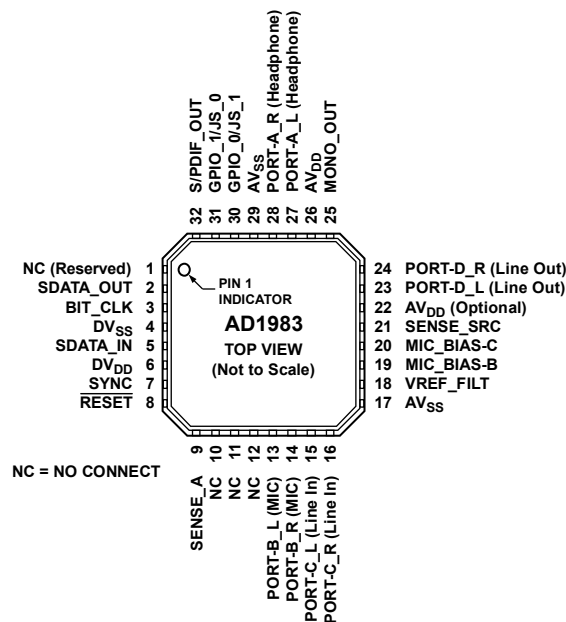 32 S/PDIF_OUT
31 GPIO_1/JS_0
30 GPIO_0/JS_1
29 AVSS
28 PORT-A_R (Headphone)
27 PORT-A_L (Headphone)
26 AVDD
25 MONO_OUT
NC (Reserved) 1
SDATA_OUT 2
BIT_CLK 3
DVSS 4
SDATA_IN 5
DVDD 6
SYNC 7
RESET 8
PIN 1
INDICATOR
AD1983
TOP VIEW
(Not to Scale)
24 PORT-D_R (Line Out)
23 PORT-D_L (Line Out)
22 AVDD (Optional)
21 SENSE_SRC
20 MIC_BIAS-C
19 MIC_BIAS-B
18 VREF_FILT
17 AVSS
NC = NO CONNECT
SENSE_A 9
NC 10
NC 11
NC 12
PORT-B_L (MIC) 13
PORT-B_R (MIC) 14
PORT-C_L (Line In) 15
PORT-C_R (Line In) 16